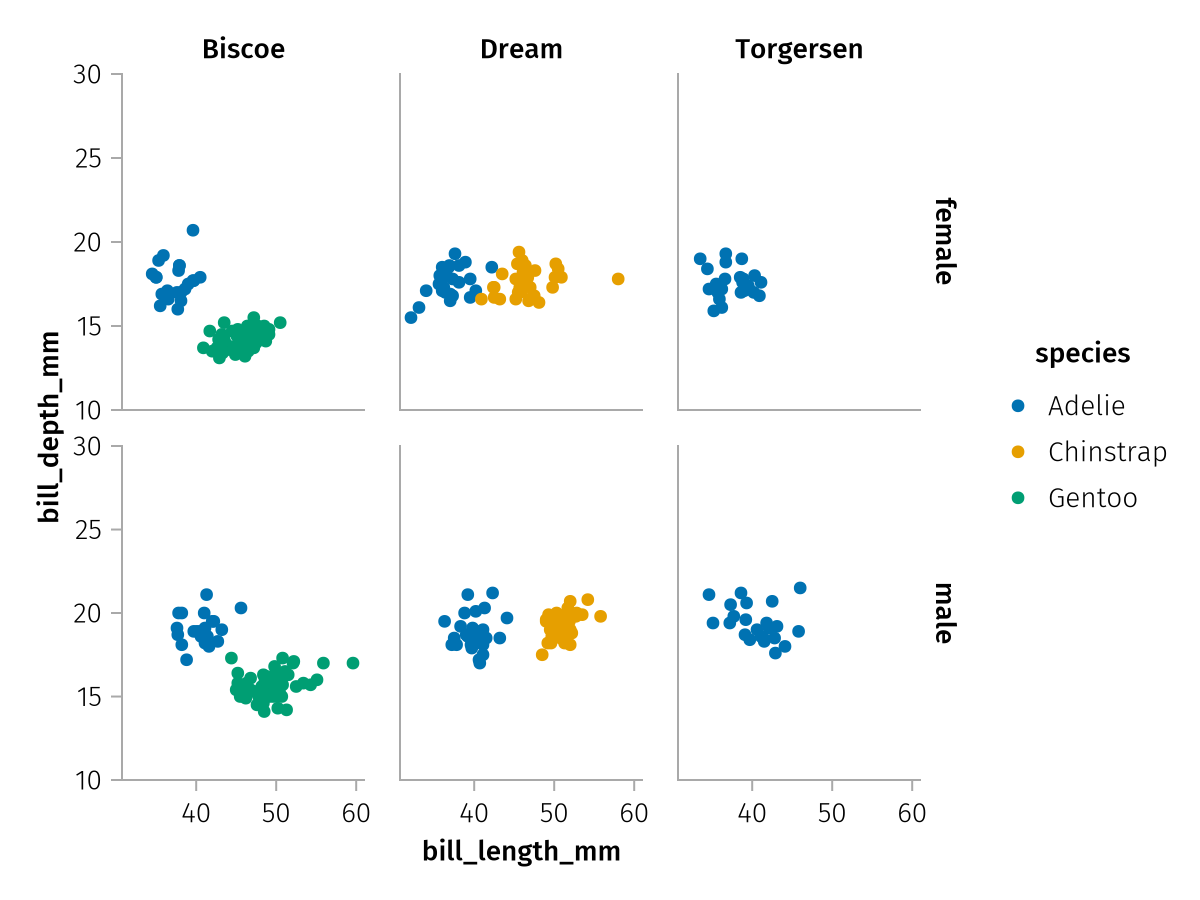 Biscoe Dream Torgersen
30
25
20
15
10
female
30
25
20
15
10
male
bill_depth_mm
40 50 60 40 50 60 40 50 60
bill_length_mm
species
Adelie
Chinstrap
Gentoo